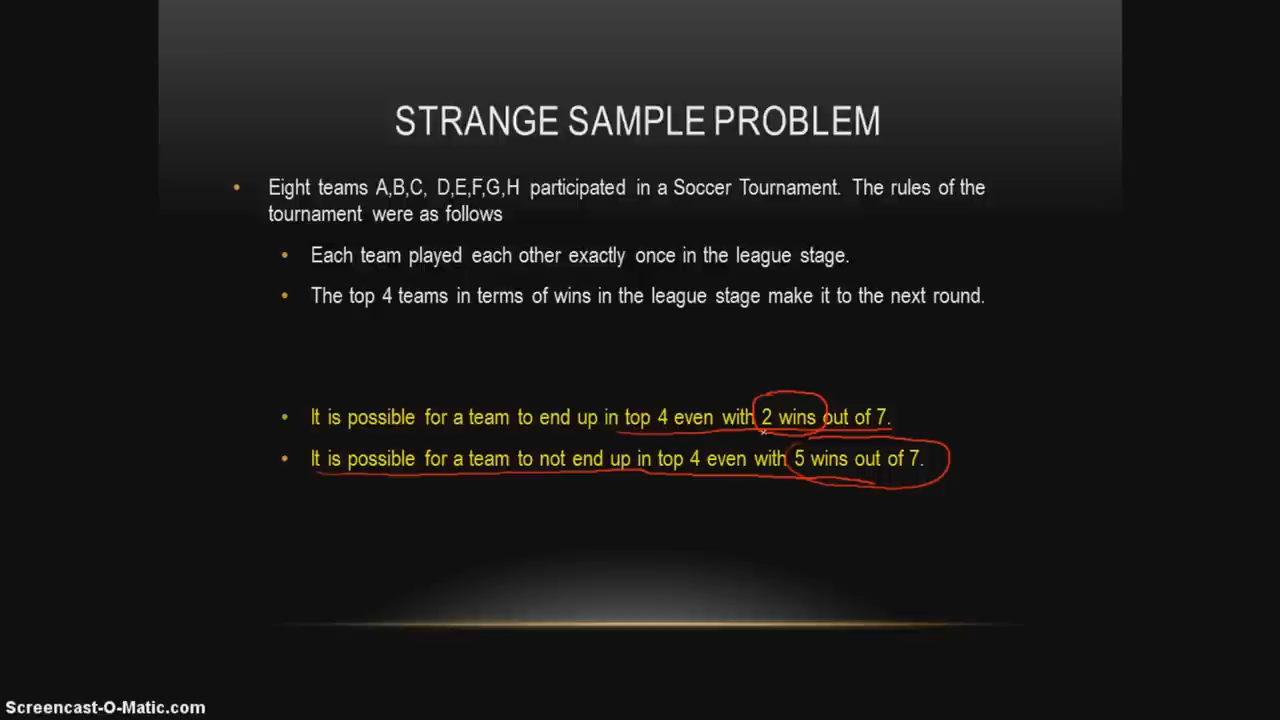 STRANGE SAMPLE PROBLEM
• Eight teams A,B,C, D,E,F,G,H participated in a Soccer Tournament. The rules of the
tournament were as follows
• Each team played each other exactly once in the league stage.
• The top 4 teams in terms of wins in the league stage make it to the next round.
• It is possible for a team to end up in top 4 even with 2 wins out of 7.
• It is possible for a team to not end up in top 4 even with 5 wins out of 7.
Screencast-O-Matic.com